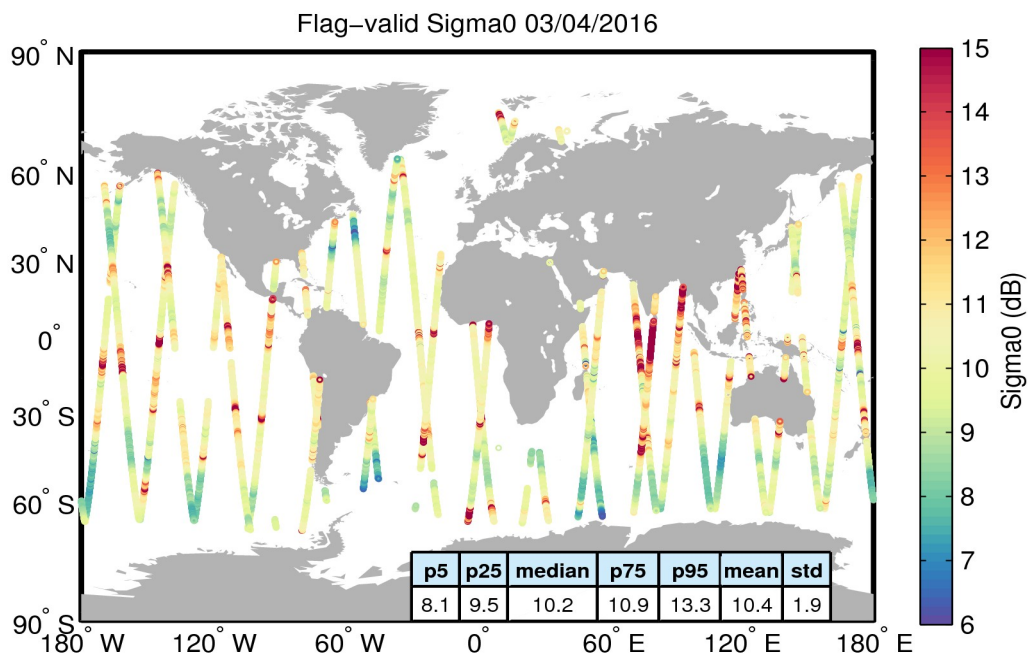 Flag−valid Sigma0 03/04/2016
90° N
60° N
30° N
0°
30° S
60° S
90° S
180° W
120° W
60° W
0°
60° E
120° E
180° E
15
14
13
12
11
10
9
8
7
6
Sigma0 (dB)
p5 p25 median p75 p95 mean std
8.1 9.5 10.2 10.9 13.3 10.4 1.9